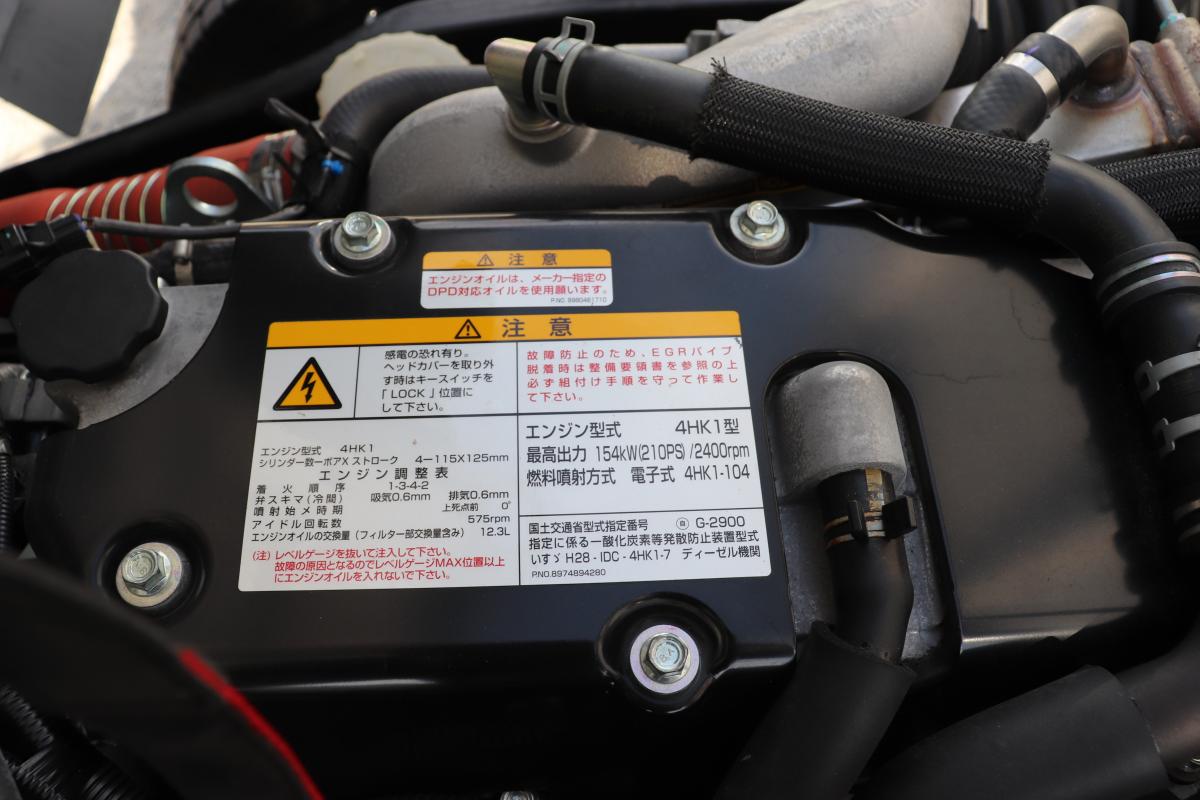 ⚠ 注意
エンジンオイルは、メーカー指定の
DPD対応オイルを使用願います。
P.NO. 8980461710
⚠ 注意
感電の恐れ有り。
ヘッドカバーを取り外
す時はキースイッチを
「LOCK」位置に
して下さい。
故障防止のため、EGRパイプ
脱着時は整備要領書を参照の上
必ず組付け手順を守って作業し
て下さい。
エンジン型式 4HK1
シリンダー数ーボアX ストローク 4ー115X125mm
エンジン調整表
着火順序 1-3-4-2
弁スキマ(冷間) 吸気0.6mm 排気0.6mm
噴射始メ時期 上死点前 0°
アイドル回転数 575rpm
エンジンオイルの交換量(フィルター部交換量含み) 12.3L
(注) レベルゲージを抜いて注入して下さい。
故障の原因となるのでレベルゲージMAX位置以上
にエンジンオイルを入れないで下さい。
エンジン型式 4HK1型
最高出力 154kW(210PS)/2400rpm
燃料噴射方式 電子式 4HK1-104
国土交通省型式指定番号 自 G-2900
指定に係る一酸化炭素等発散防止装置型式
いすゞ H28-IDC-4HK1-7 ディーゼル機関
PNO.8974894280